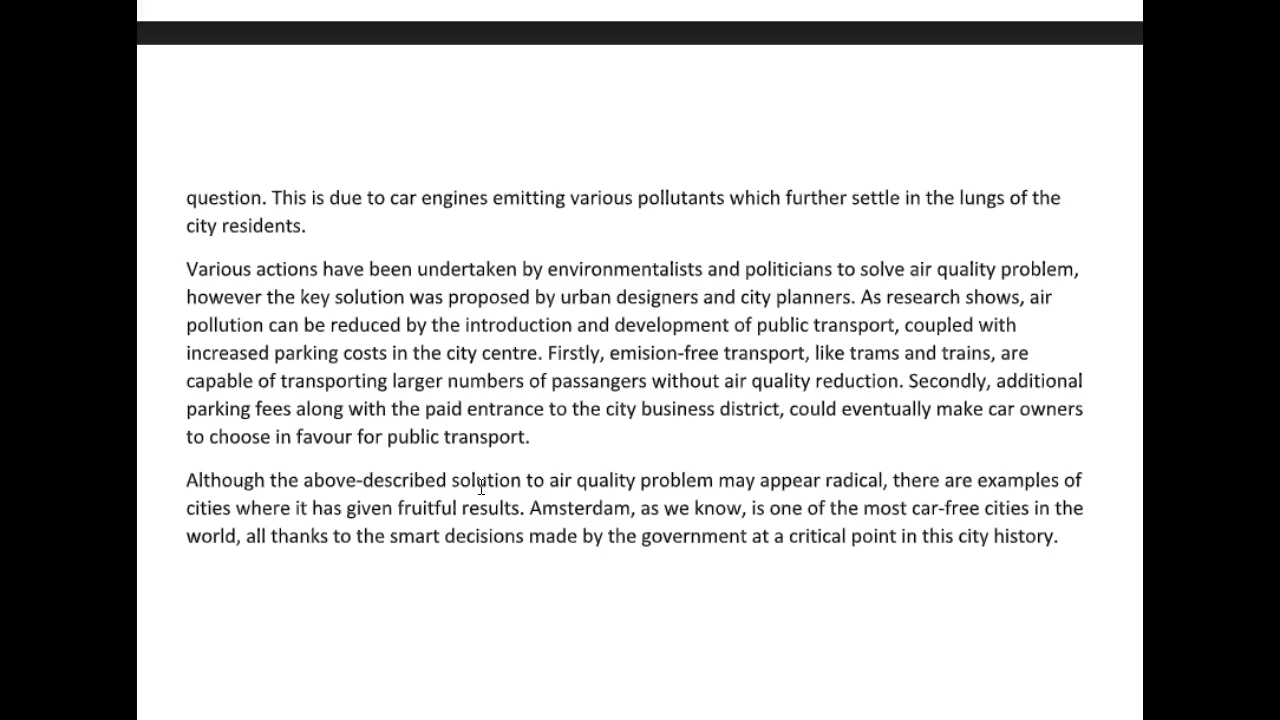 question. This is due to car engines emitting various pollutants which further settle in the lungs of the
city residents.
Various actions have been undertaken by environmentalists and politicians to solve air quality problem,
however the key solution was proposed by urban designers and city planners. As research shows, air
pollution can be reduced by the introduction and development of public transport, coupled with
increased parking costs in the city centre. Firstly, emision-free transport, like trams and trains, are
capable of transporting larger numbers of passangers without air quality reduction. Secondly, additional
parking fees along with the paid entrance to the city business district, could eventually make car owners
to choose in favour for public transport.
Although the above-described solution to air quality problem may appear radical, there are examples of
cities where it has given fruitful results. Amsterdam, as we know, is one of the most car-free cities in the
world, all thanks to the smart decisions made by the government at a critical point in this city history.